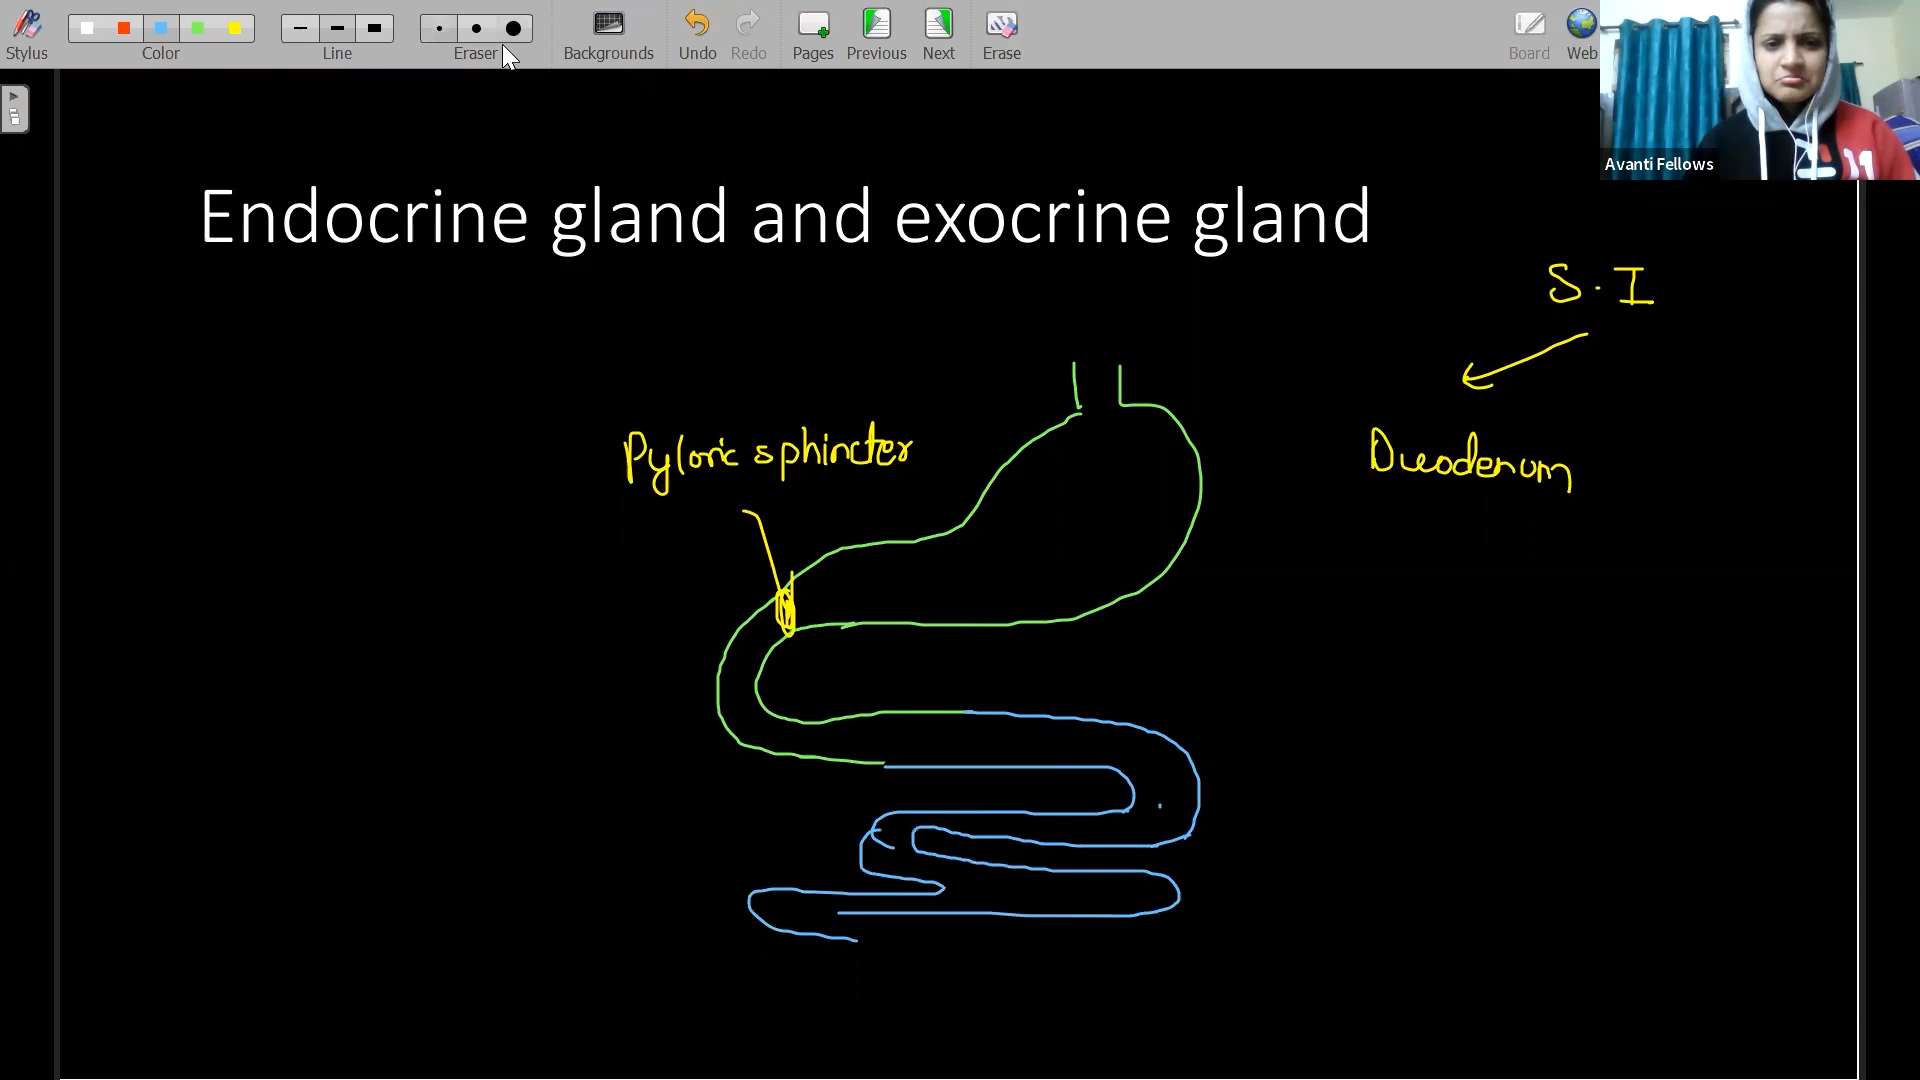 Stylus
Color
Line
Eraser
Backgrounds
Undo
Redo
Pages
Previous
Next
Erase
Board
Web
Avanti Fellows
11
Endocrine gland and exocrine gland
S.I
Pyloric sphincter
Duodenum